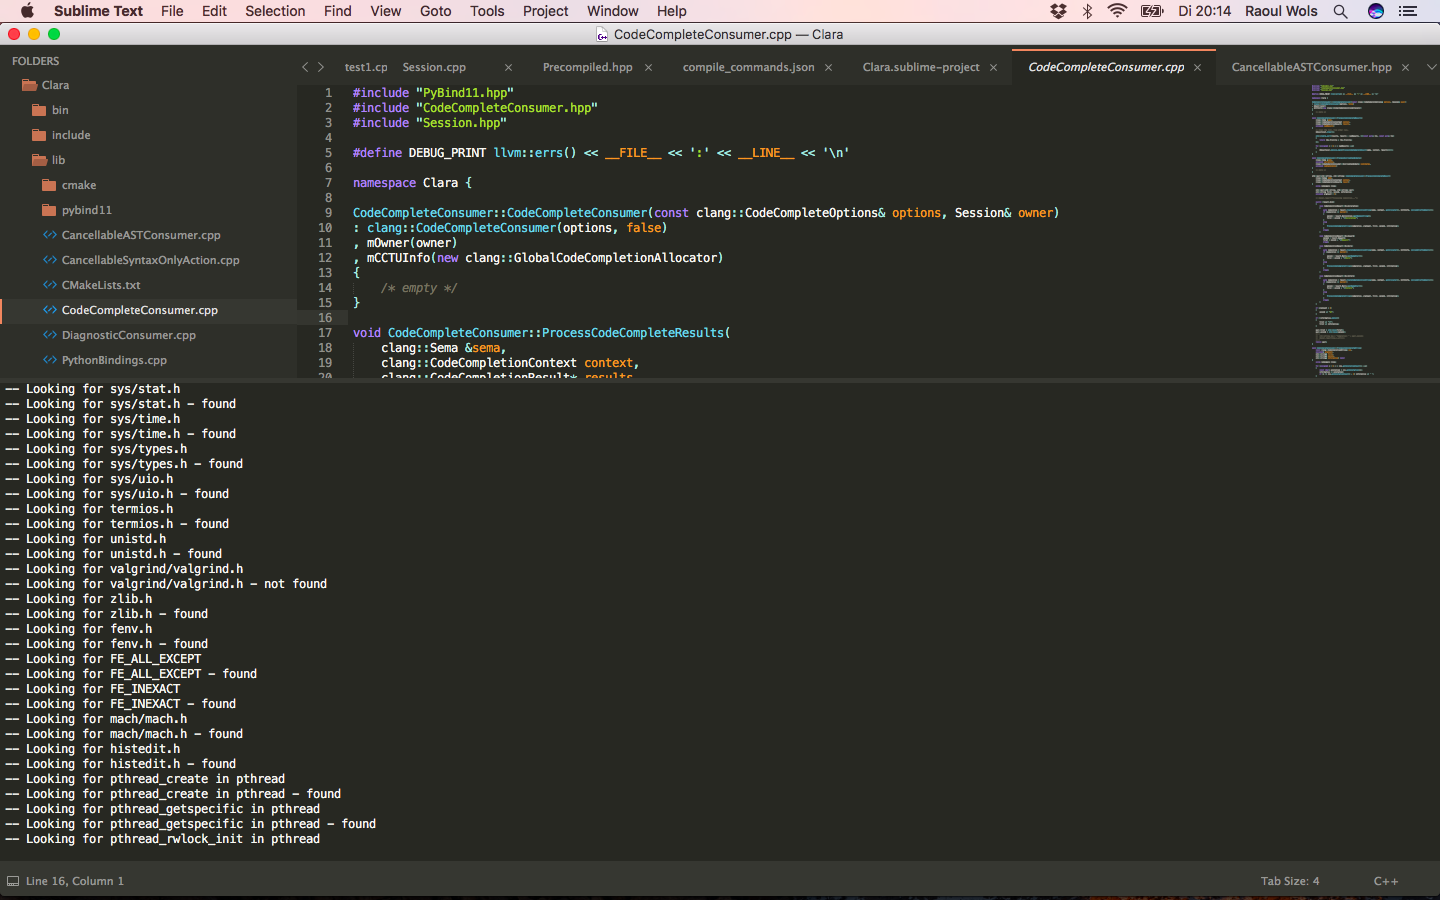 Sublime Text File Edit Selection Find View Goto Tools Project Window Help Di 20:14 Raoul Wols
CodeCompleteConsumer.cpp — Clara
FOLDERS
Clara
bin
include
lib
cmake
pybind11
CancellableASTConsumer.cpp
CancellableSyntaxOnlyAction.cpp
CMakeLists.txt
CodeCompleteConsumer.cpp
DiagnosticConsumer.cpp
PythonBindings.cpp
test1.cp Session.cpp Precompiled.hpp compile_commands.json Clara.sublime-project CodeCompleteConsumer.cpp CancellableASTConsumer.hpp
1 #include "PyBind11.hpp"
2 #include "CodeCompleteConsumer.hpp"
3 #include "Session.hpp"
4
5 #define DEBUG_PRINT llvm::errs() << __FILE__ << ':' << __LINE__ << '\n'
6
7 namespace Clara {
8
9 CodeCompleteConsumer::CodeCompleteConsumer(const clang::CodeCompleteOptions& options, Session& owner)
10 : clang::CodeCompleteConsumer(options, false)
11 , mOwner(owner)
12 , mCCTUInfo(new clang::GlobalCodeCompletionAllocator)
13 {
14 /* empty */
15 }
16
17 void CodeCompleteConsumer::ProcessCodeCompleteResults(
18 clang::Sema &sema,
19 clang::CodeCompletionContext context,
20 clang::CodeCompletionResult* results,
-- Looking for sys/stat.h
-- Looking for sys/stat.h - found
-- Looking for sys/time.h
-- Looking for sys/time.h - found
-- Looking for sys/types.h
-- Looking for sys/types.h - found
-- Looking for sys/uio.h
-- Looking for sys/uio.h - found
-- Looking for termios.h
-- Looking for termios.h - found
-- Looking for unistd.h
-- Looking for unistd.h - found
-- Looking for valgrind/valgrind.h
-- Looking for valgrind/valgrind.h - not found
-- Looking for zlib.h
-- Looking for zlib.h - found
-- Looking for fenv.h
-- Looking for fenv.h - found
-- Looking for FE_ALL_EXCEPT
-- Looking for FE_ALL_EXCEPT - found
-- Looking for FE_INEXACT
-- Looking for FE_INEXACT - found
-- Looking for mach/mach.h
-- Looking for mach/mach.h - found
-- Looking for histedit.h
-- Looking for histedit.h - found
-- Looking for pthread_create in pthread
-- Looking for pthread_create in pthread - found
-- Looking for pthread_getspecific in pthread
-- Looking for pthread_getspecific in pthread - found
-- Looking for pthread_rwlock_init in pthread
Line 16, Column 1 Tab Size: 4 C++